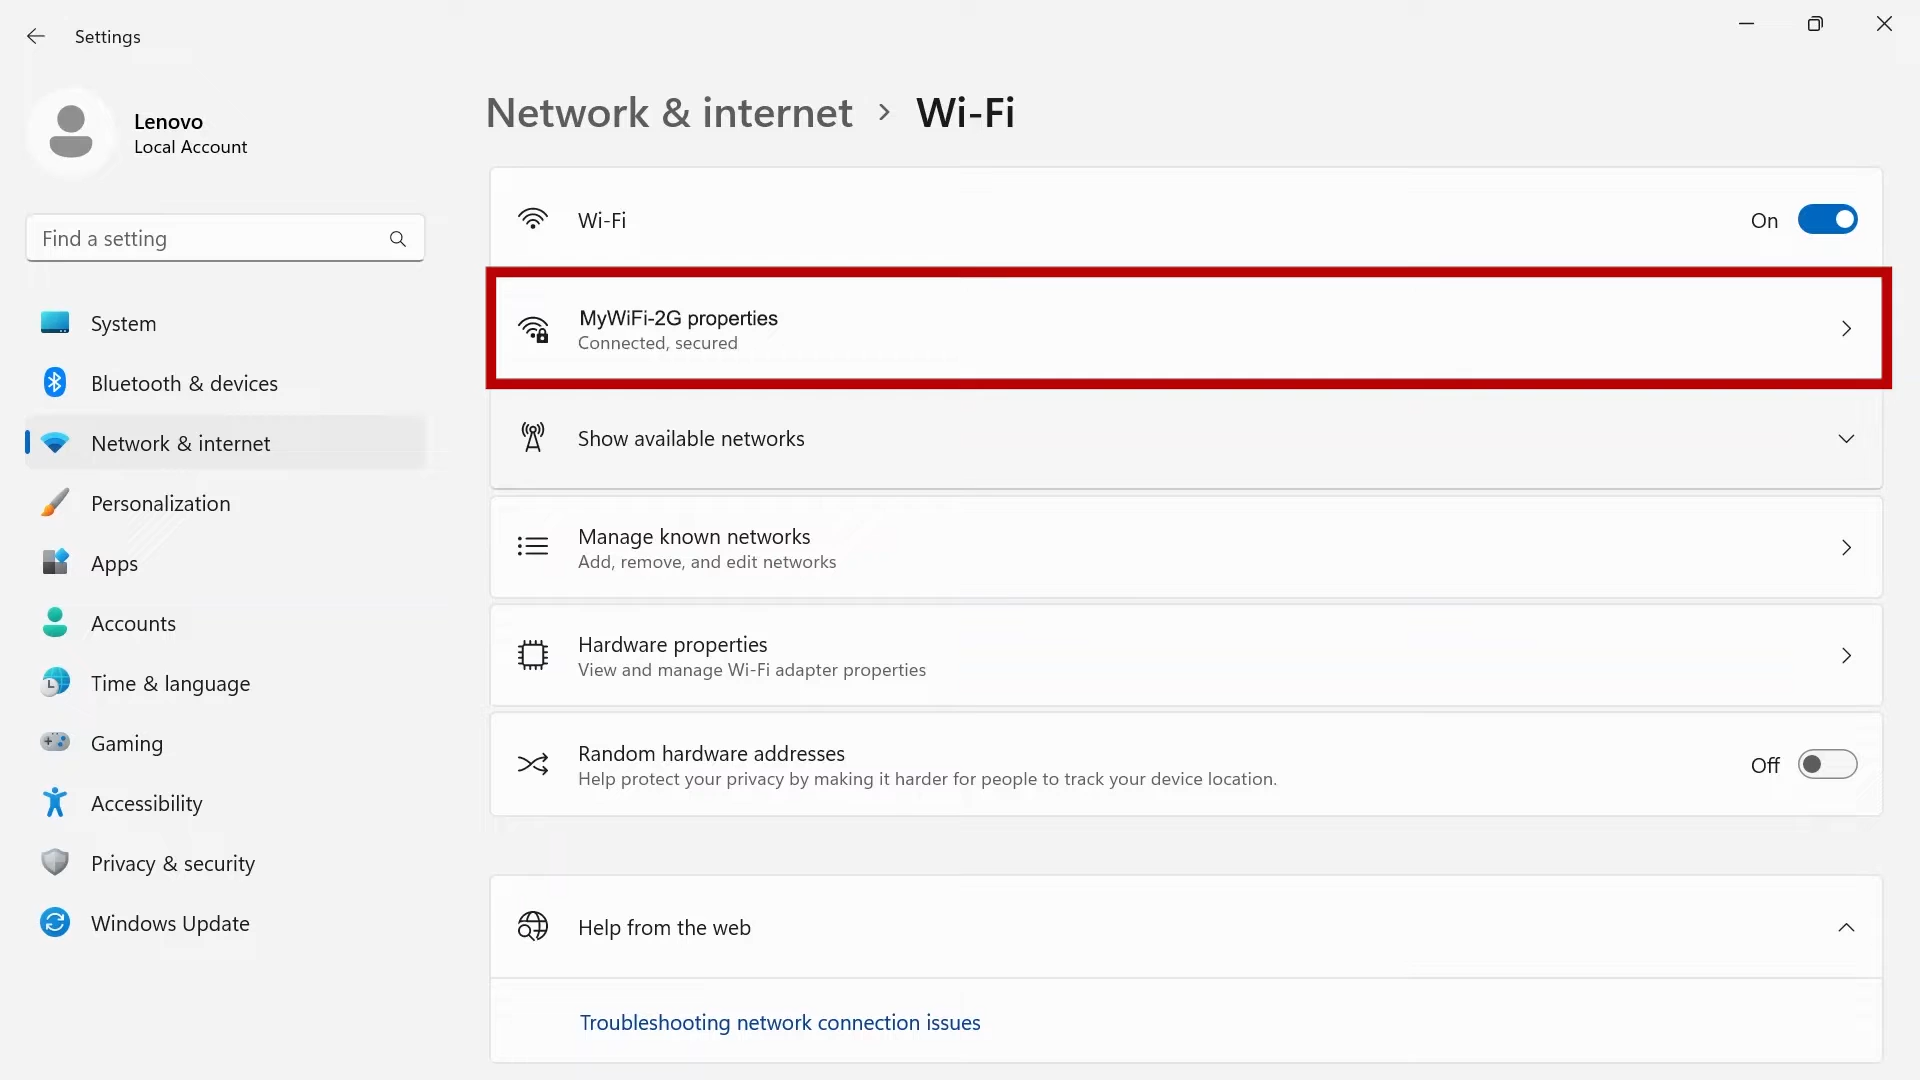 Settings
Lenovo
Local Account
Find a setting
System
Bluetooth & devices
Network & internet
Personalization
Apps
Accounts
Time & language
Gaming
Accessibility
Privacy & security
Windows Update
Network & internet > Wi-Fi
Wi-Fi
On
MyWiFi-2G properties
Connected, secured
Show available networks
Manage known networks
Add, remove, and edit networks
Hardware properties
View and manage Wi-Fi adapter properties
Random hardware addresses
Help protect your privacy by making it harder for people to track your device location.
Off
Help from the web
Troubleshooting network connection issues